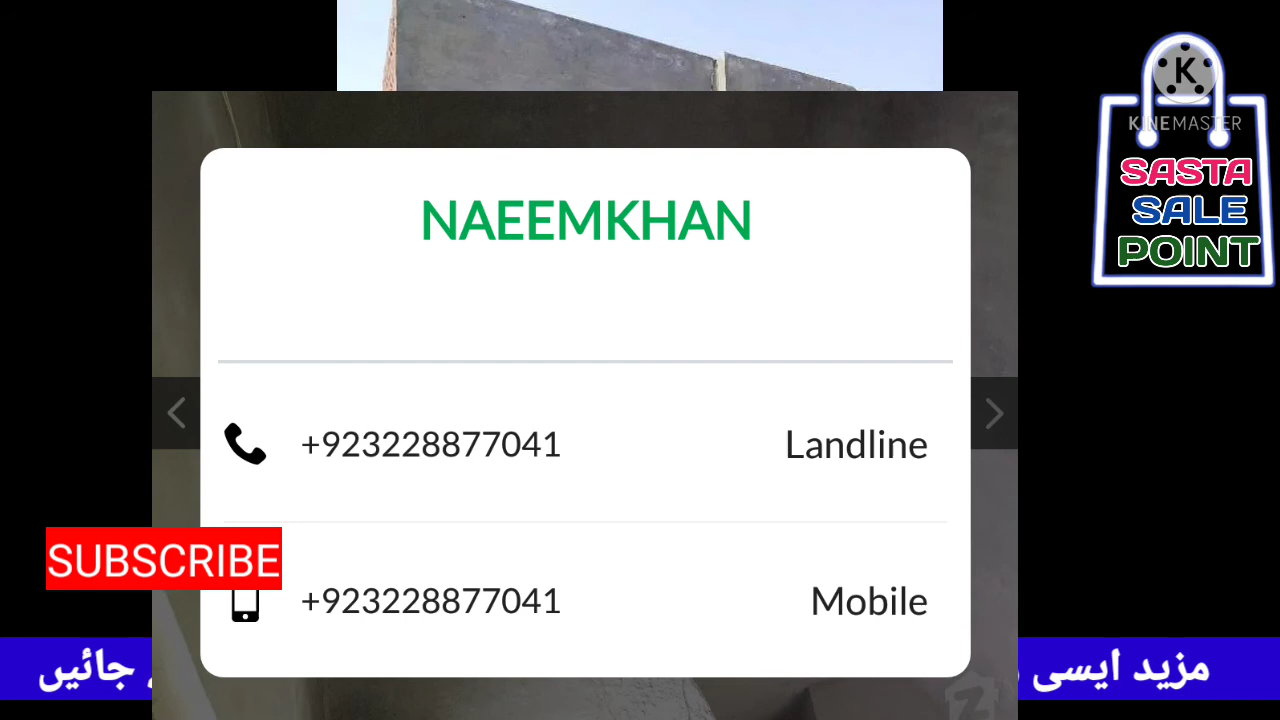 KINEMASTER
SASTA
SALE
POINT
NAEEMKHAN
+923228877041 Landline
SUBSCRIBE
+923228877041 Mobile
مزید ایسی جائیں